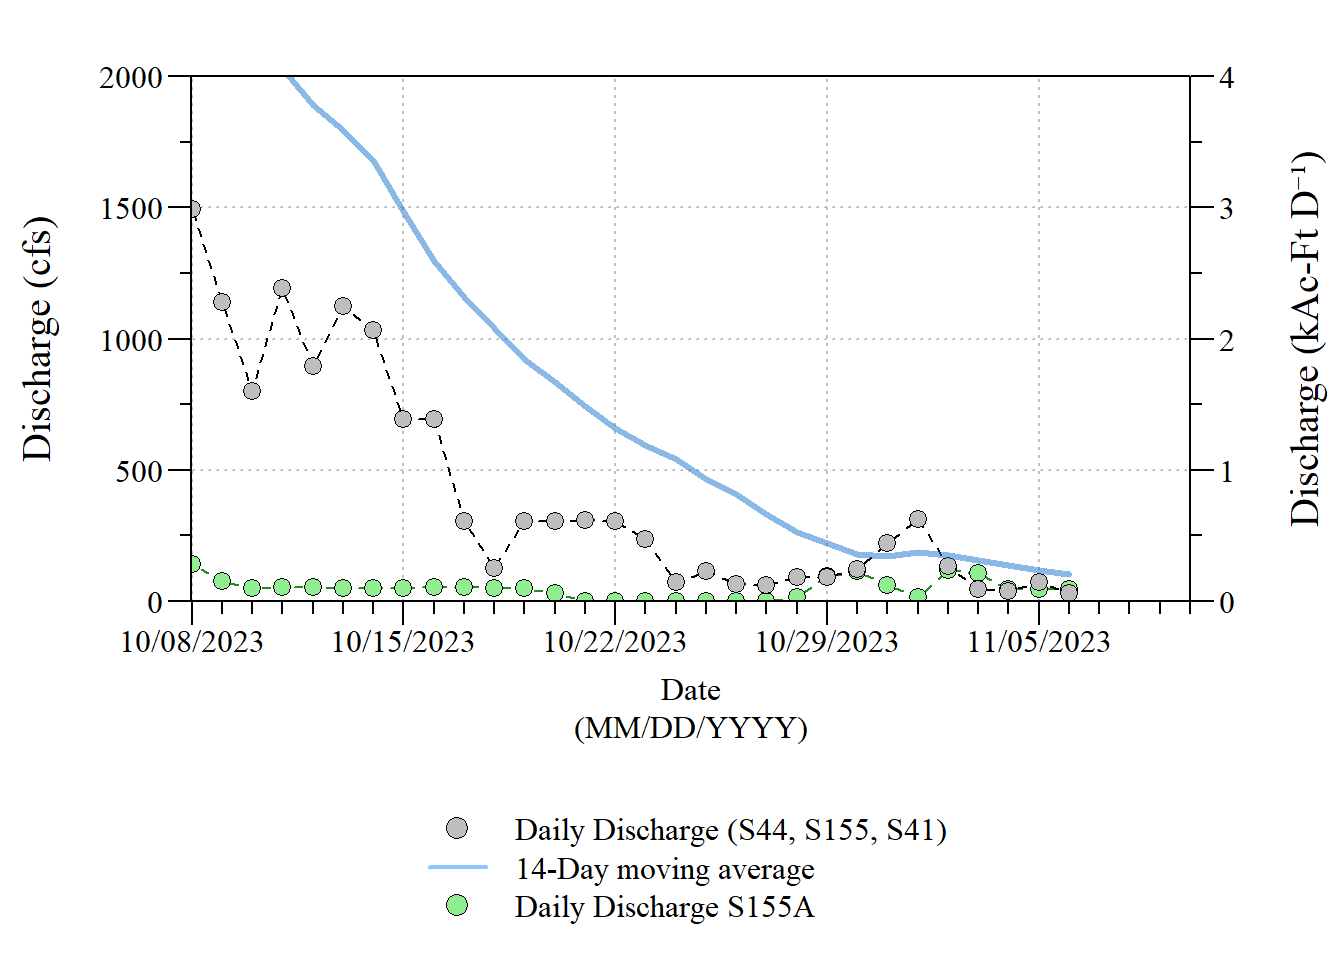 2000
1500
1000
500
0
Discharge (cfs)
4
3
2
1
0
Discharge (kAc-Ft D⁻¹)
10/08/2023 10/15/2023 10/22/2023 10/29/2023 11/05/2023
Date
(MM/DD/YYYY)
Daily Discharge (S44, S155, S41)
14-Day moving average
Daily Discharge S155A